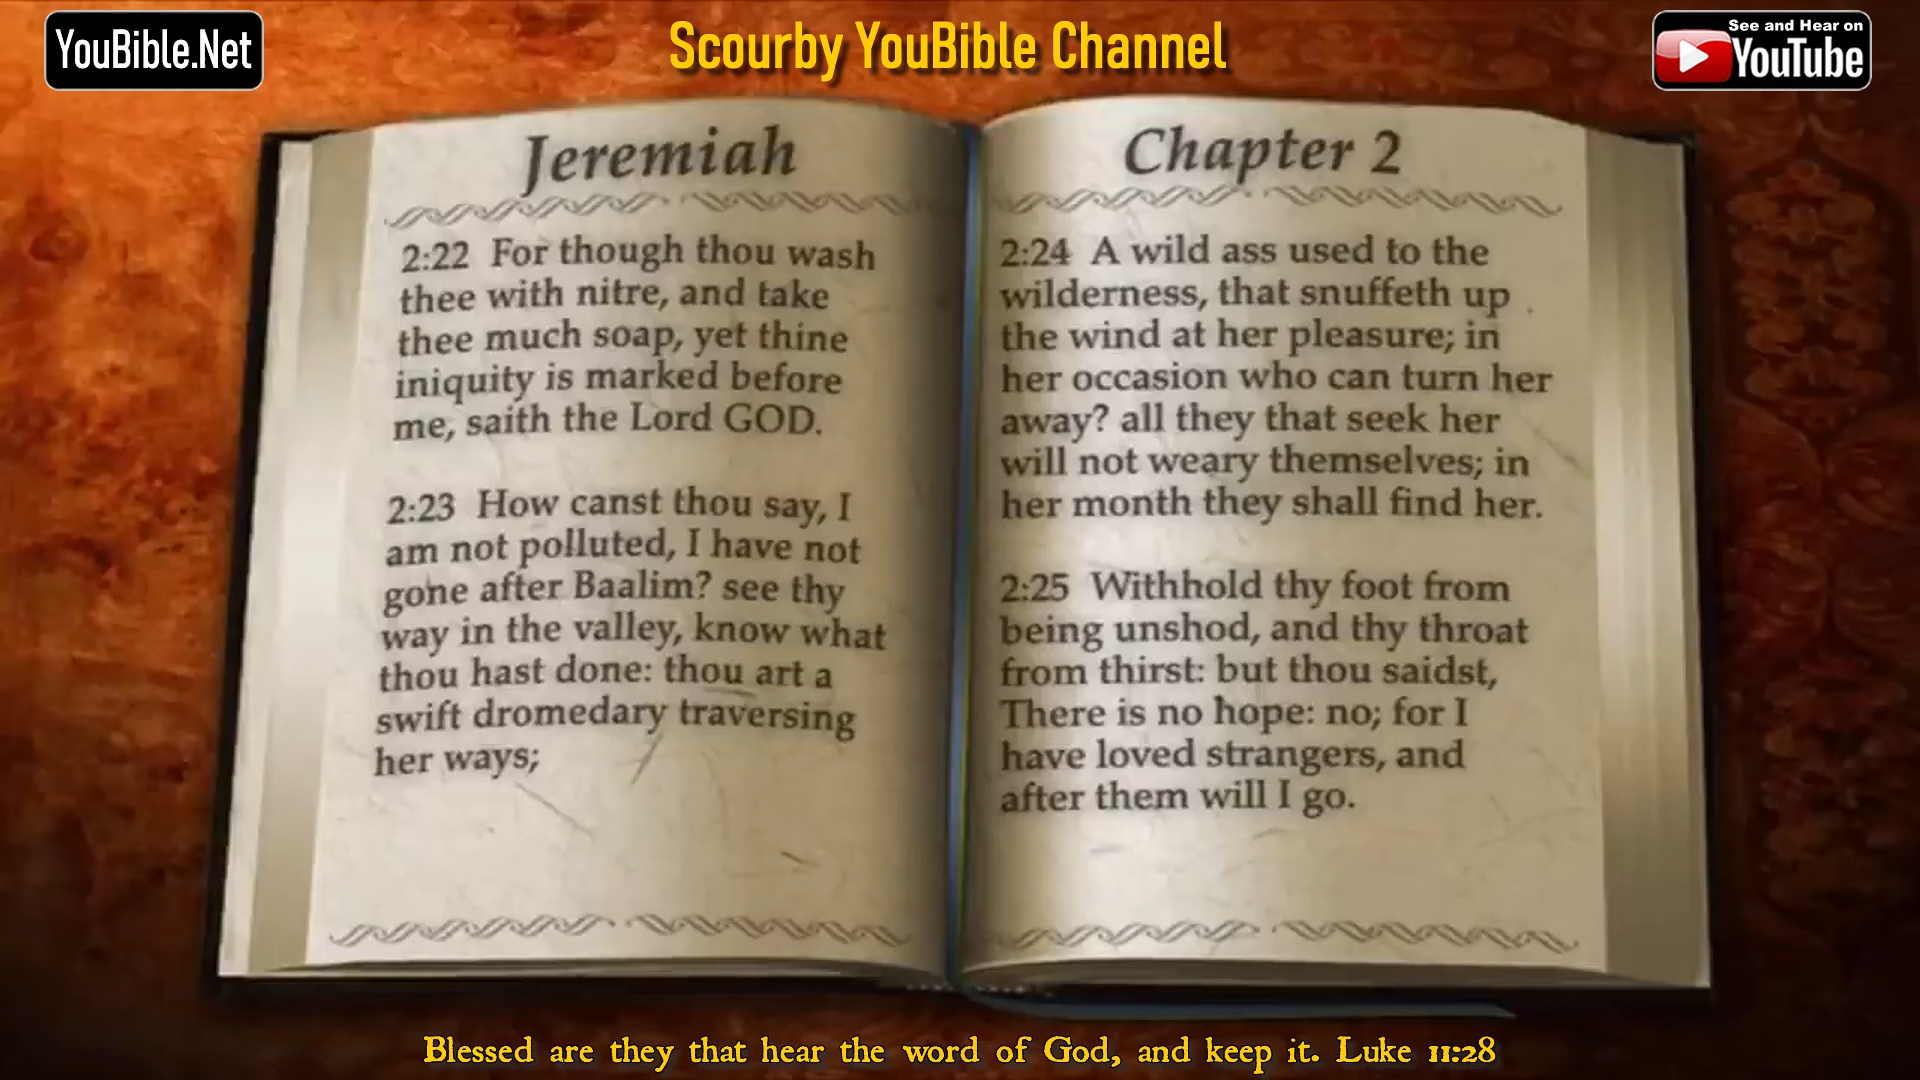 YouBible.Net
Scourby YouBible Channel
See and Hear on
YouTube
Jeremiah
2:22 For though thou wash
thee with nitre, and take
thee much soap, yet thine
iniquity is marked before
me, saith the Lord GOD.
2:23 How canst thou say, I
am not polluted, I have not
gone after Baalim? see thy
way in the valley, know what
thou hast done: thou art a
swift dromedary traversing
her ways;
Chapter 2
2:24 A wild ass used to the
wilderness, that snuffeth up
the wind at her pleasure; in
her occasion who can turn her
away? all they that seek her
will not weary themselves; in
her month they shall find her.
2:25 Withhold thy foot from
being unshod, and thy throat
from thirst: but thou saidst,
There is no hope: no; for I
have loved strangers, and
after them will I go.
Blessed are they that hear the word of God, and keep it. Luke 11:28